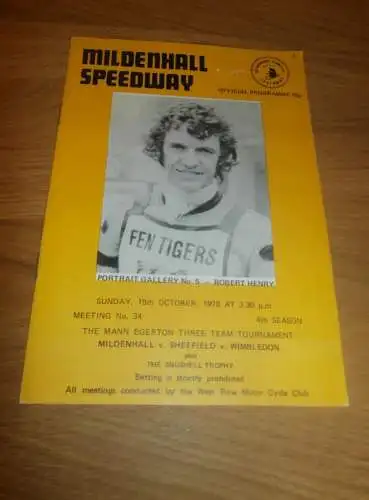 MILDENHALL
SPEEDWAY
OFFICIAL PROGRAMME
FEN TIGERS
PORTRAIT GALLERY No. 5 — ROBERT HENRY
SUNDAY, 15th OCTOBER, 1978 AT 3.30 p.m
MEETING No. 34
4th SEASON
THE MANN EGERTON THREE TEAM TOURNAMENT
MILDENHALL v. SHEFFIELD v. WIMBLEDON
plus
THE SNUSHELL TROPHY
Betting is strictly prohibited
All meetings conducted by the West Row Motor Cycle Club